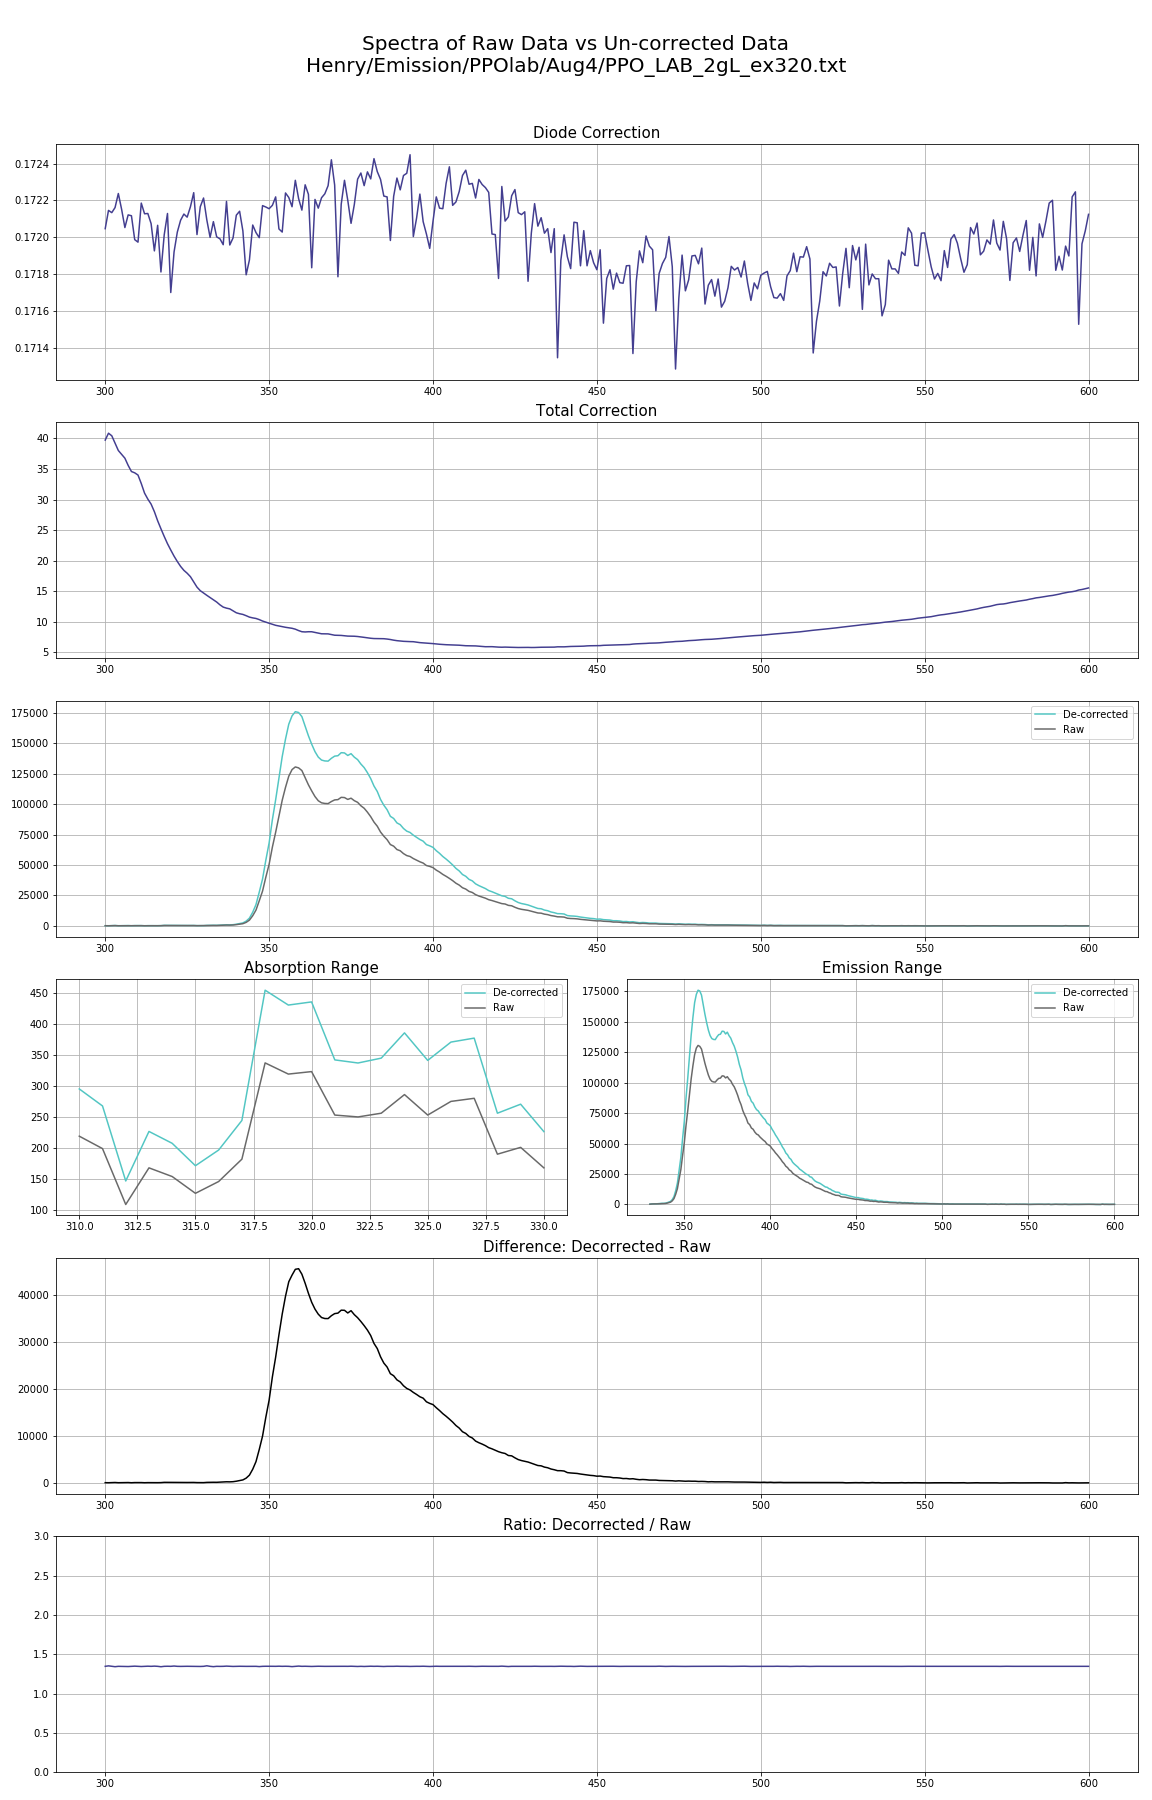 Spectra of Raw Data vs Un-corrected Data
Henry/Emission/PPOlab/Aug4/PPO_LAB_2gL_ex320.txt
Diode Correction
0.1724
0.1722
0.1720
0.1718
0.1716
0.1714
300 350 400 450 500 550 600
Total Correction
40
35
30
25
20
15
10
5
300 350 400 450 500 550 600
175000
150000
125000
100000
75000
50000
25000
0
De-corrected
Raw
300 350 400 450 500 550 600
Absorption Range
450
400
350
300
250
200
150
100
De-corrected
Raw
310.0 312.5 315.0 317.5 320.0 322.5 325.0 327.5 330.0
Emission Range
175000
150000
125000
100000
75000
50000
25000
0
De-corrected
Raw
350 400 450 500 550 600
Difference: Decorrected - Raw
40000
30000
20000
10000
0
300 350 400 450 500 550 600
Ratio: Decorrected / Raw
3.0
2.5
2.0
1.5
1.0
0.5
0.0
300 350 400 450 500 550 600